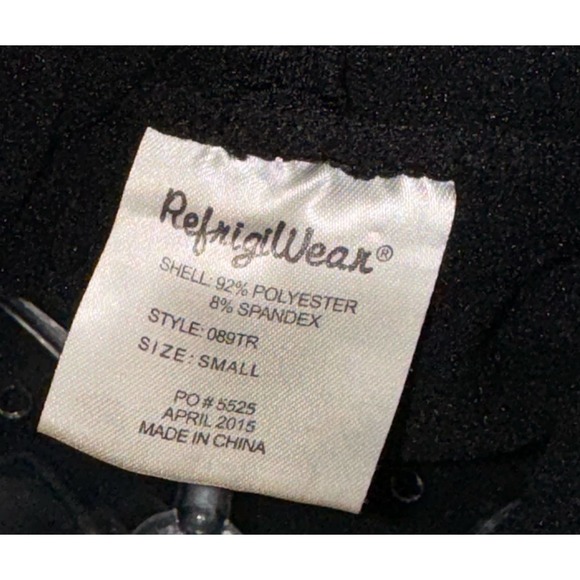 RefrigiWear®
SHELL: 92% POLYESTER
8% SPANDEX
STYLE: 089TR
SIZE: SMALL
PO # 5525
APRIL 2015
MADE IN CHINA